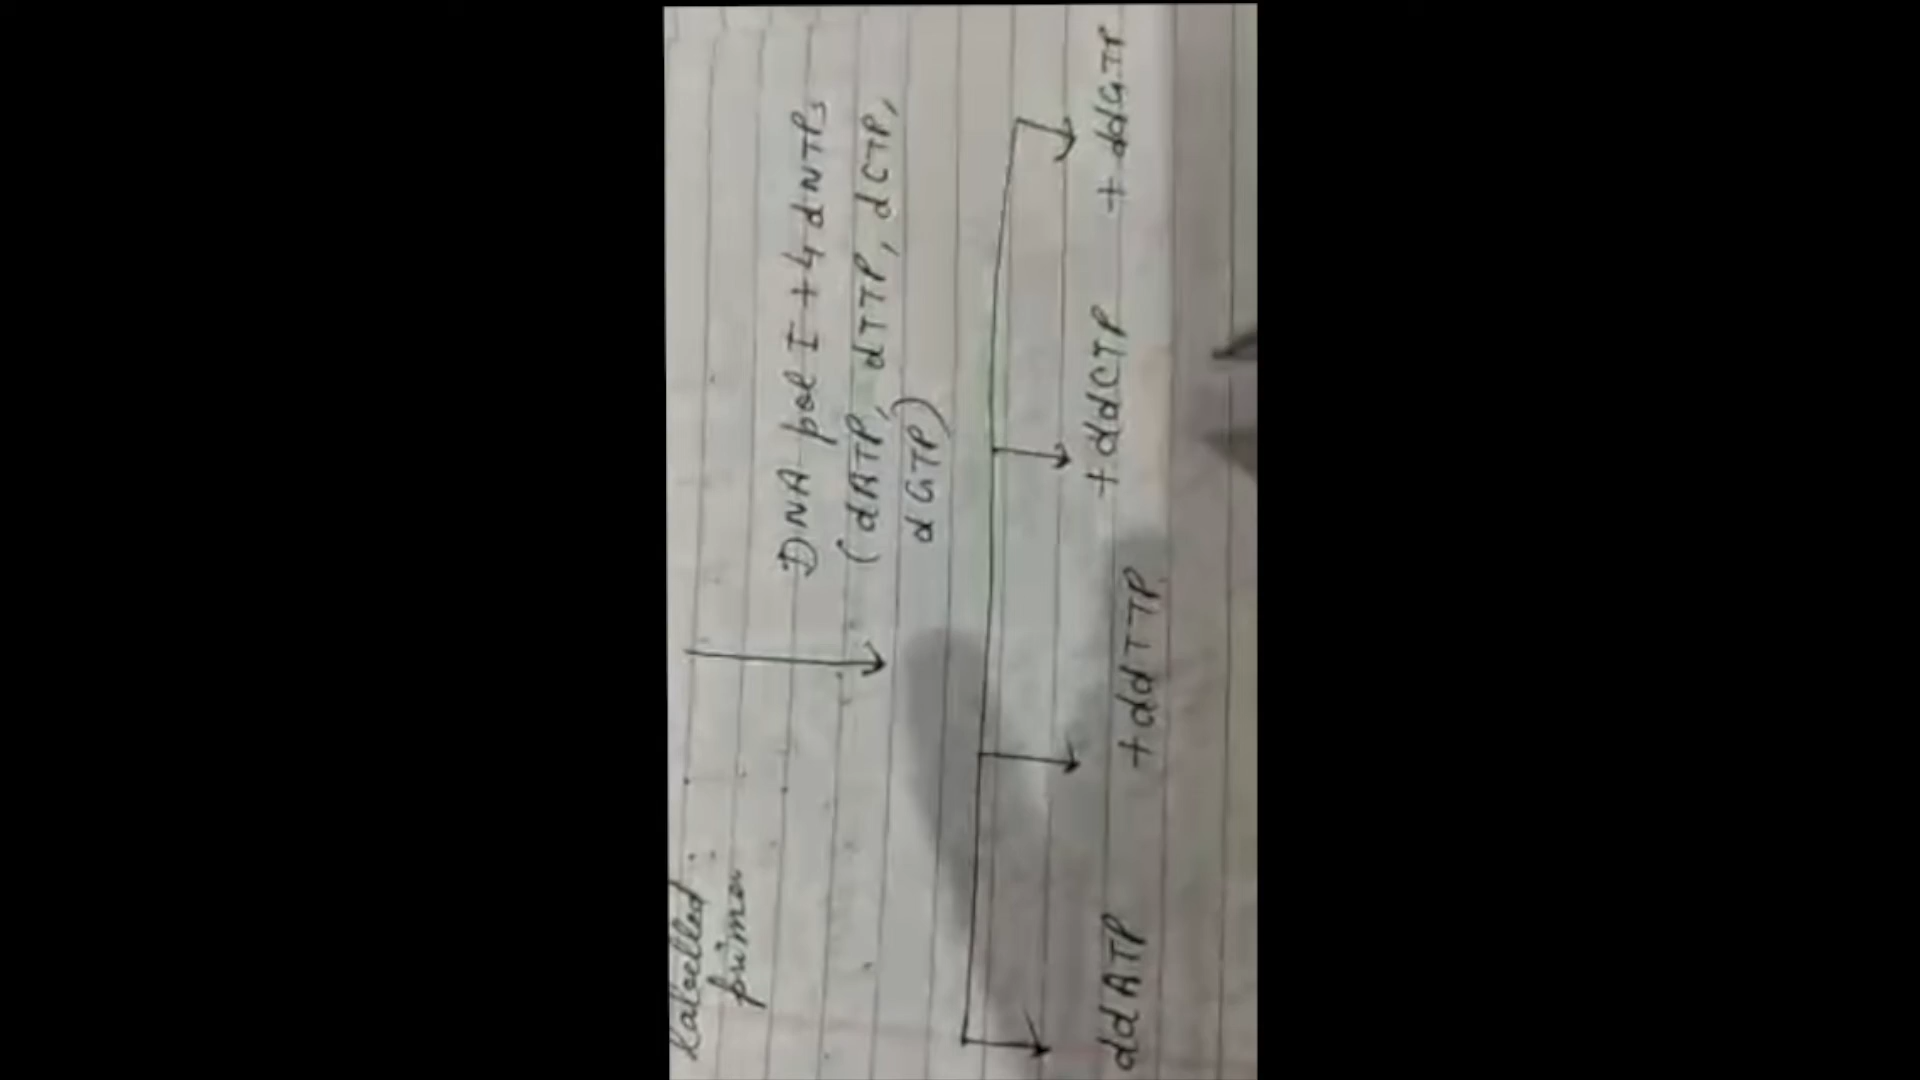 Labelled
primer
DNA pol I + 4 dNTPs
(dATP, dTTP, dCTP,
dGTP)
ddATP +ddTTP +ddCTP + ddGTP